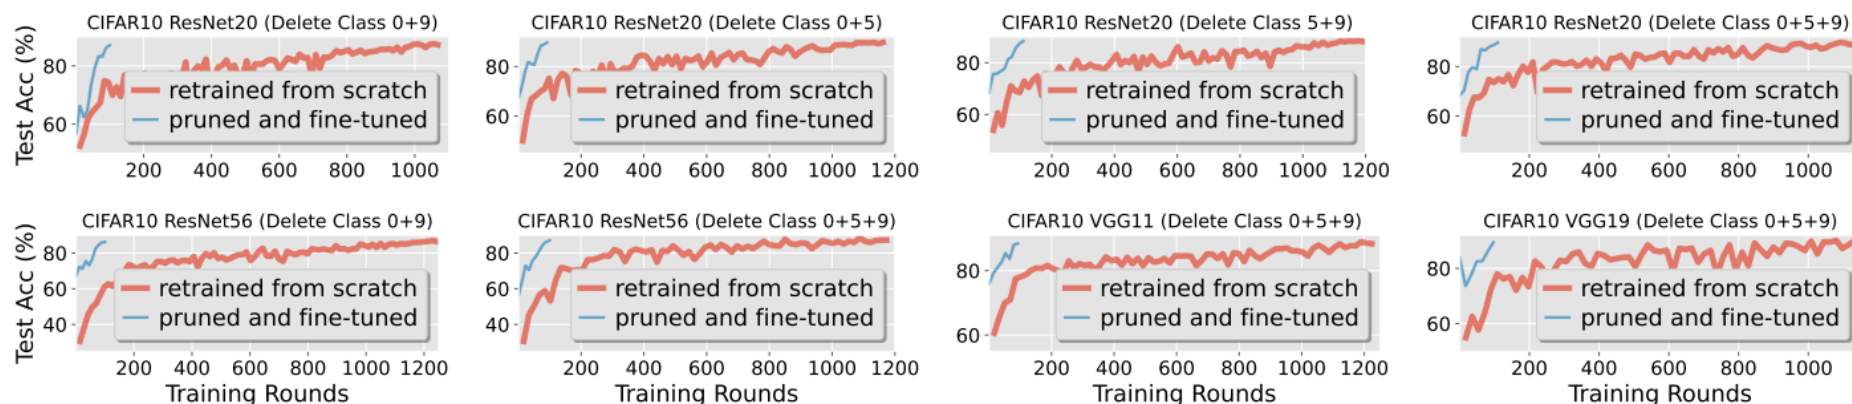 CIFAR10 ResNet20 (Delete Class 0+9)
Test Acc (%)
80
60
retrained from scratch
pruned and fine-tuned
200 400 600 800 1000
CIFAR10 ResNet20 (Delete Class 0+5)
80
60
retrained from scratch
pruned and fine-tuned
200 400 600 800 1000 1200
CIFAR10 ResNet20 (Delete Class 5+9)
80
60
retrained from scratch
pruned and fine-tuned
200 400 600 800 1000 1200
CIFAR10 ResNet20 (Delete Class 0+5+9)
80
60
retrained from scratch
pruned and fine-tuned
200 400 600 800 1000
CIFAR10 ResNet56 (Delete Class 0+9)
Test Acc (%)
80
60
40
retrained from scratch
pruned and fine-tuned
200 400 600 800 1000 1200
Training Rounds
CIFAR10 ResNet56 (Delete Class 0+5+9)
80
60
40
retrained from scratch
pruned and fine-tuned
200 400 600 800 1000 1200
Training Rounds
CIFAR10 VGG11 (Delete Class 0+5+9)
80
60
retrained from scratch
pruned and fine-tuned
200 400 600 800 1000 1200
Training Rounds
CIFAR10 VGG19 (Delete Class 0+5+9)
80
60
retrained from scratch
pruned and fine-tuned
200 400 600 800 1000
Training Rounds